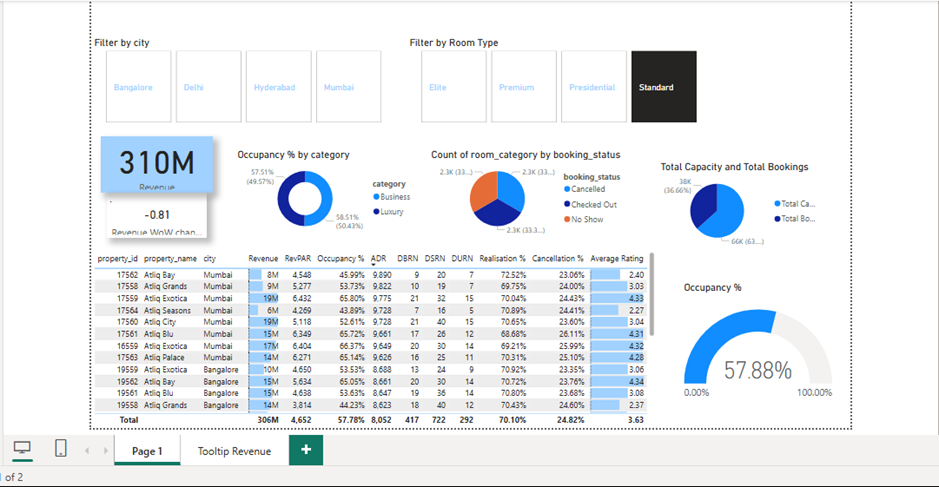 Filter by city
Filter by Room Type
Bangalore
Delhi
Hyderabad
Mumbai
Elite
Premium
Presidential
Standard
310M
Revenue
-0.81
Revenue WoW chan...
Occupancy % by category
57.51%
(49.57%)
58.51%
(50.43%)
category
Business
Luxury
Count of room_category by booking_status
2.3K (33...)
2.3K (33...)
2.3K (33.3...)
booking_status
Cancelled
Checked Out
No Show
Total Capacity and Total Bookings
38K
(36.66%)
66K (63....)
Total Ca...
Total Bo...
property_id property_name city Revenue RevPAR Occupancy % ADR DBRN DSRN DURN Realisation % Cancellation % Average Rating
17562 Atliq Bay Mumbai 8M 4,548 45.99% 9,890 9 20 7 72.52% 23.06% 2.40
17558 Atliq Grands Mumbai 9M 5,277 53.73% 9,822 10 19 7 69.75% 24.00% 3.03
17559 Atliq Exotica Mumbai 19M 6,432 65.80% 9,775 21 32 15 70.04% 24.43% 4.33
17564 Atliq Seasons Mumbai 6M 4,269 43.89% 9,728 7 16 5 70.89% 24.41% 2.27
17560 Atliq City Mumbai 19M 5,118 52.61% 9,728 21 40 15 70.65% 23.60% 3.04
17561 Atliq Blu Mumbai 15M 6,349 65.72% 9,661 17 26 12 68.68% 26.11% 4.31
16559 Atliq Exotica Mumbai 17M 6,404 66.37% 9,649 20 30 14 69.21% 25.99% 4.32
17563 Atliq Palace Mumbai 14M 6,271 65.14% 9,626 16 25 11 70.31% 25.10% 4.28
19559 Atliq Exotica Bangalore 10M 4,650 53.53% 8,688 13 24 9 70.92% 23.35% 3.06
19562 Atliq Bay Bangalore 15M 5,634 65.05% 8,661 20 30 14 70.72% 23.76% 4.34
19561 Atliq Blu Bangalore 15M 4,638 53.63% 8,647 19 36 14 70.80% 23.68% 3.08
19558 Atliq Grands Bangalore 14M 3,814 44.23% 8,623 18 40 12 70.43% 24.60% 2.37
Total 306M 4,652 57.78% 8,052 417 722 292 70.10% 24.82% 3.63
Occupancy %
57.88%
0.00%
100.00%
Page 1
Tooltip Revenue
+
of 2